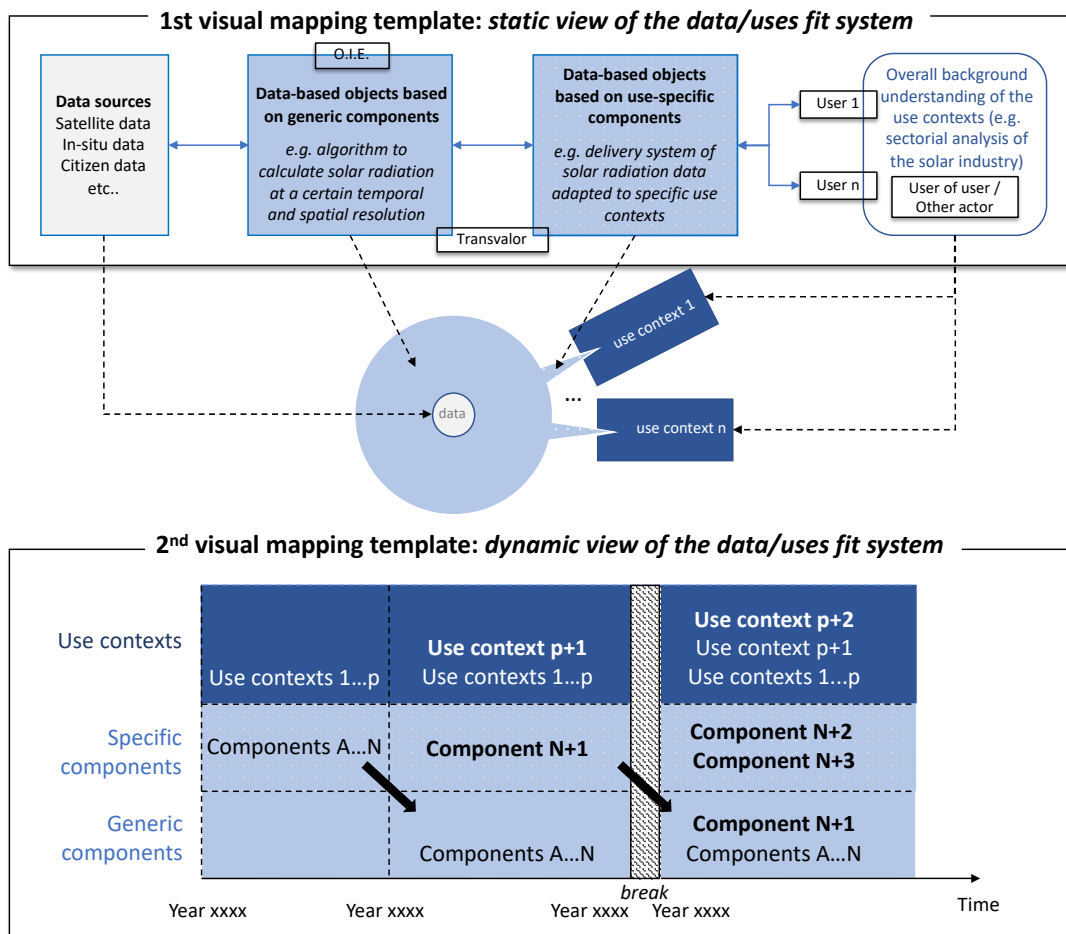 1st visual mapping template: static view of the data/uses fit system
O.I.E.
Data sources
Satellite data
In-situ data
Citizen data
etc..
Data-based objects based
on generic components
e.g. algorithm to
calculate solar radiation
at a certain temporal
and spatial resolution
Transvalor
Data-based objects
based on use-specific
components
e.g. delivery system of
solar radiation data
adapted to specific use
contexts
User 1
User n
Overall background
understanding of the
use contexts (e.g.
sectorial analysis of
the solar industry)
User of user /
Other actor
use context 1
...
data
use context n
2nd visual mapping template: dynamic view of the data/uses fit system
Use contexts
Use contexts 1...p
Use context p+1
Use contexts 1...p
Use context p+2
Use context p+1
Use contexts 1...p
Specific
components
Components A...N
Component N+1
Component N+2
Component N+3
Generic
components
Components A...N
Component N+1
Components A...N
break
Time
Year xxxx
Year xxxx
Year xxxx
Year xxxx